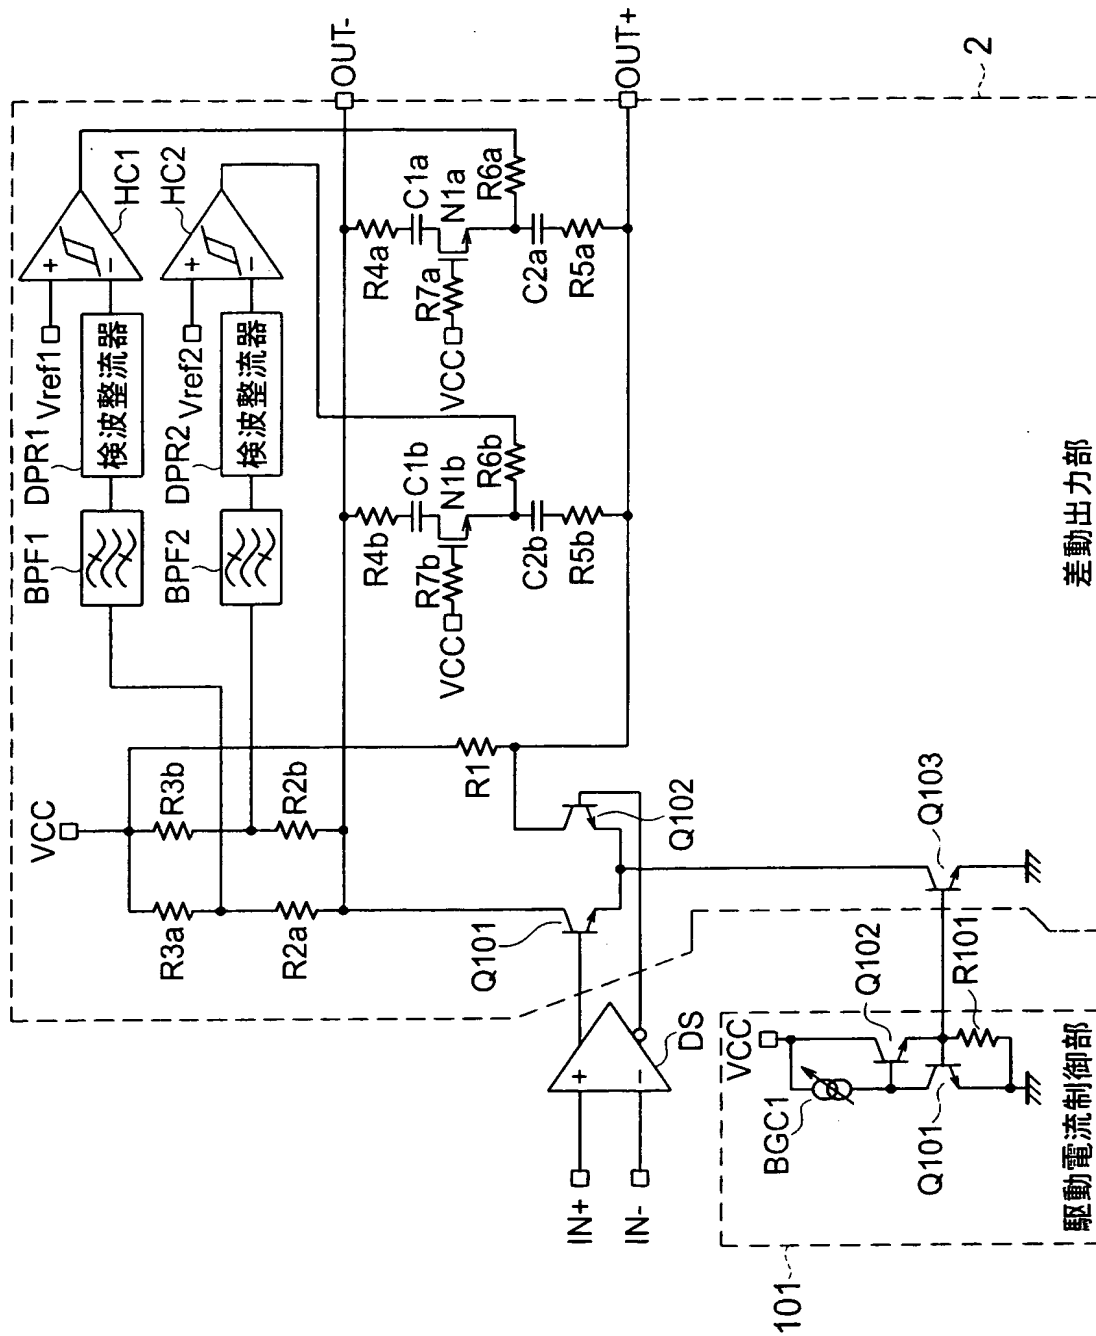 VCC
R3a
R3b
R2a
R2b
BPF1
DPR1
検波整流器
Vref1
+
−
HC1
BPF2
DPR2
検波整流器
Vref2
+
−
HC2
OUT-
R4b
C1b
N1b
R7b
VCC
R6b
C2b
R5b
R4a
C1a
N1a
R7a
VCC
R6a
C2a
R5a
OUT+
R1
Q101
Q102
IN+
IN-
+
−
DS
Q103
2
差動出力部
VCC
BGC1
Q102
Q101
R101
駆動電流制御部
101